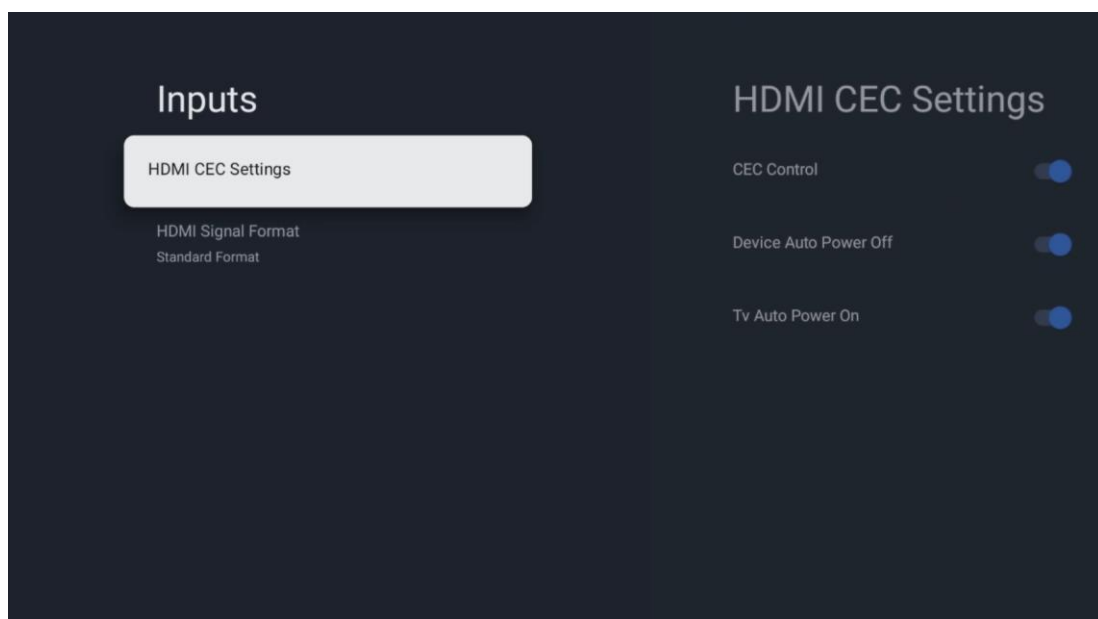 Inputs
HDMI CEC Settings
HDMI Signal Format
Standard Format
HDMI CEC Settings
CEC Control
Device Auto Power Off
Tv Auto Power On